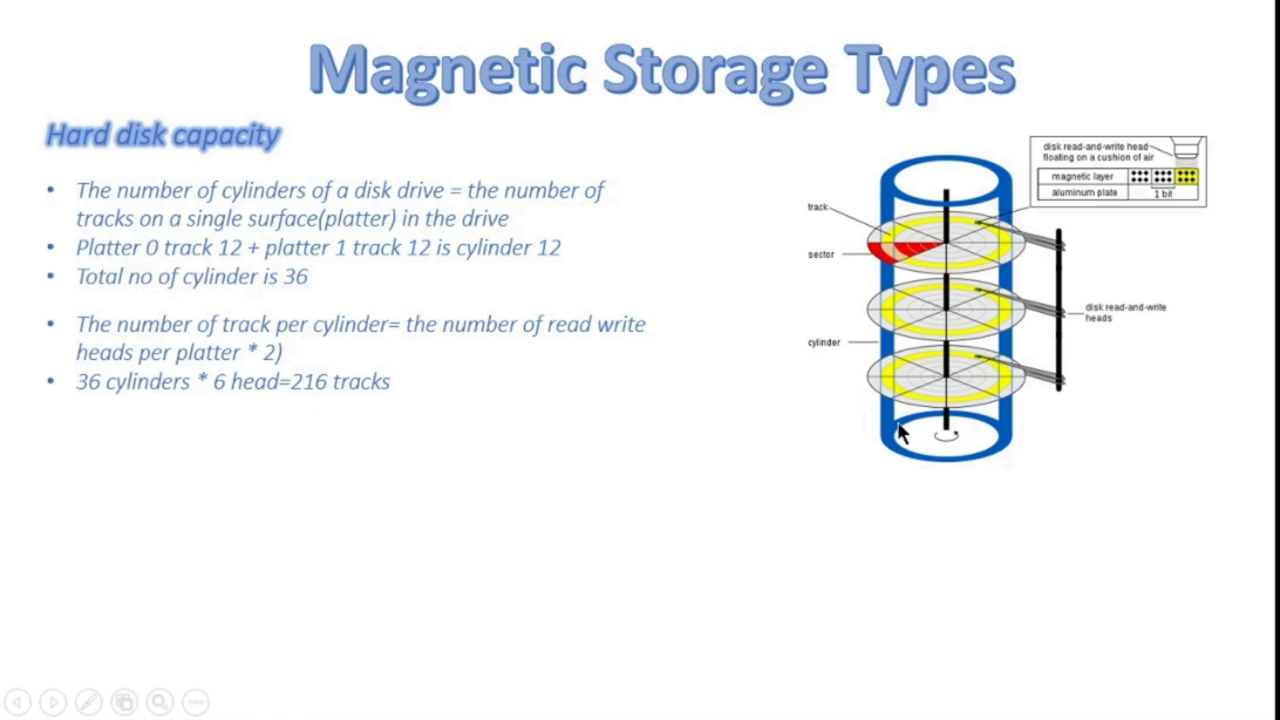 Magnetic Storage Types
Hard disk capacity
• The number of cylinders of a disk drive = the number of
tracks on a single surface(platter) in the drive
• Platter 0 track 12 + platter 1 track 12 is cylinder 12
• Total no of cylinder is 36
• The number of track per cylinder= the number of read write
heads per platter * 2)
• 36 cylinders * 6 head=216 tracks
disk read-and-write head
floating on a cushion of air
magnetic layer
aluminum plate
1 bit
track
sector
disk read-and-write
heads
cylinder